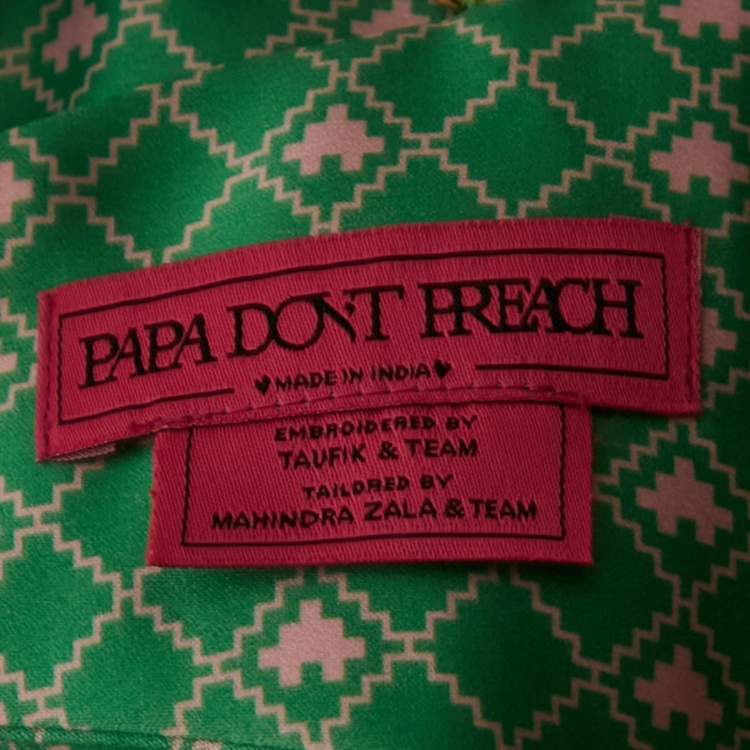 PAPA DON'T PREACH
MADE IN INDIA
EMBROIDERED BY
TAUFIK & TEAM
TAILORED BY
MAHINDRA ZALA & TEAM